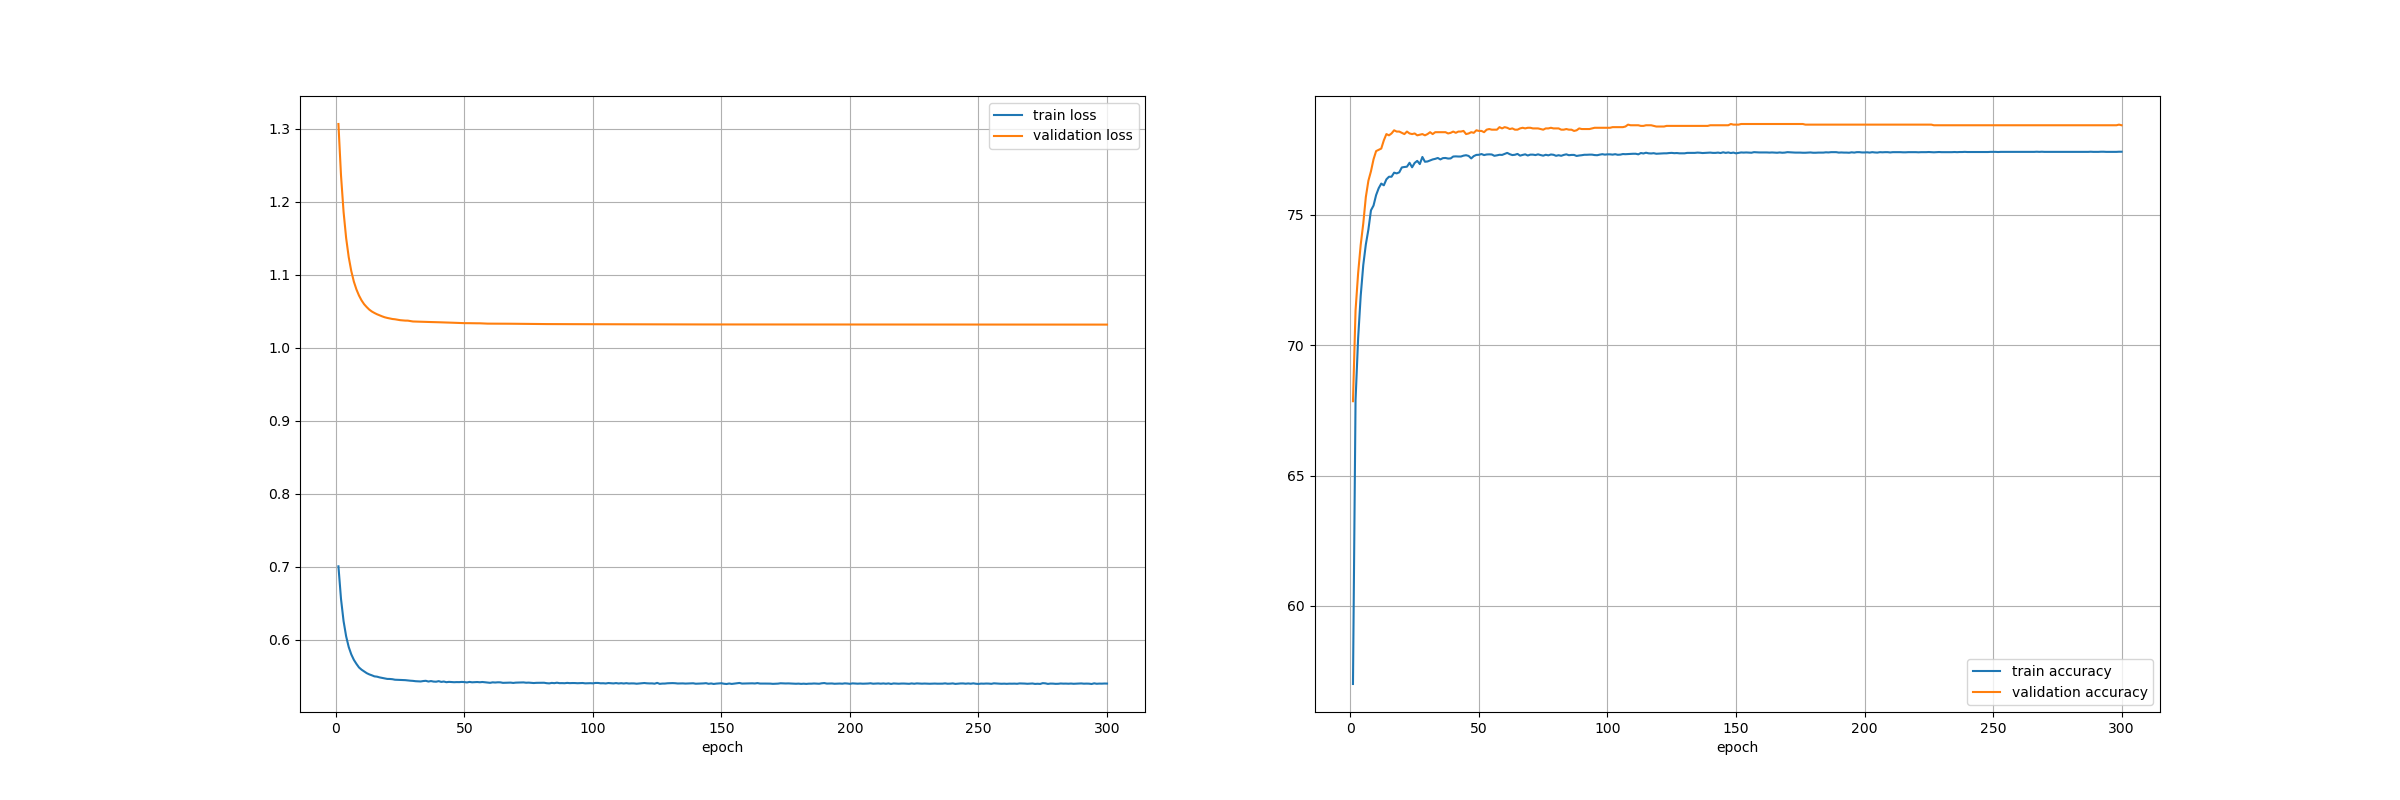 train loss
validation loss
1.3
1.2
1.1
1.0
0.9
0.8
0.7
0.6
0 50 100 150 200 250 300
epoch
75
70
65
60
train accuracy
validation accuracy
0 50 100 150 200 250 300
epoch